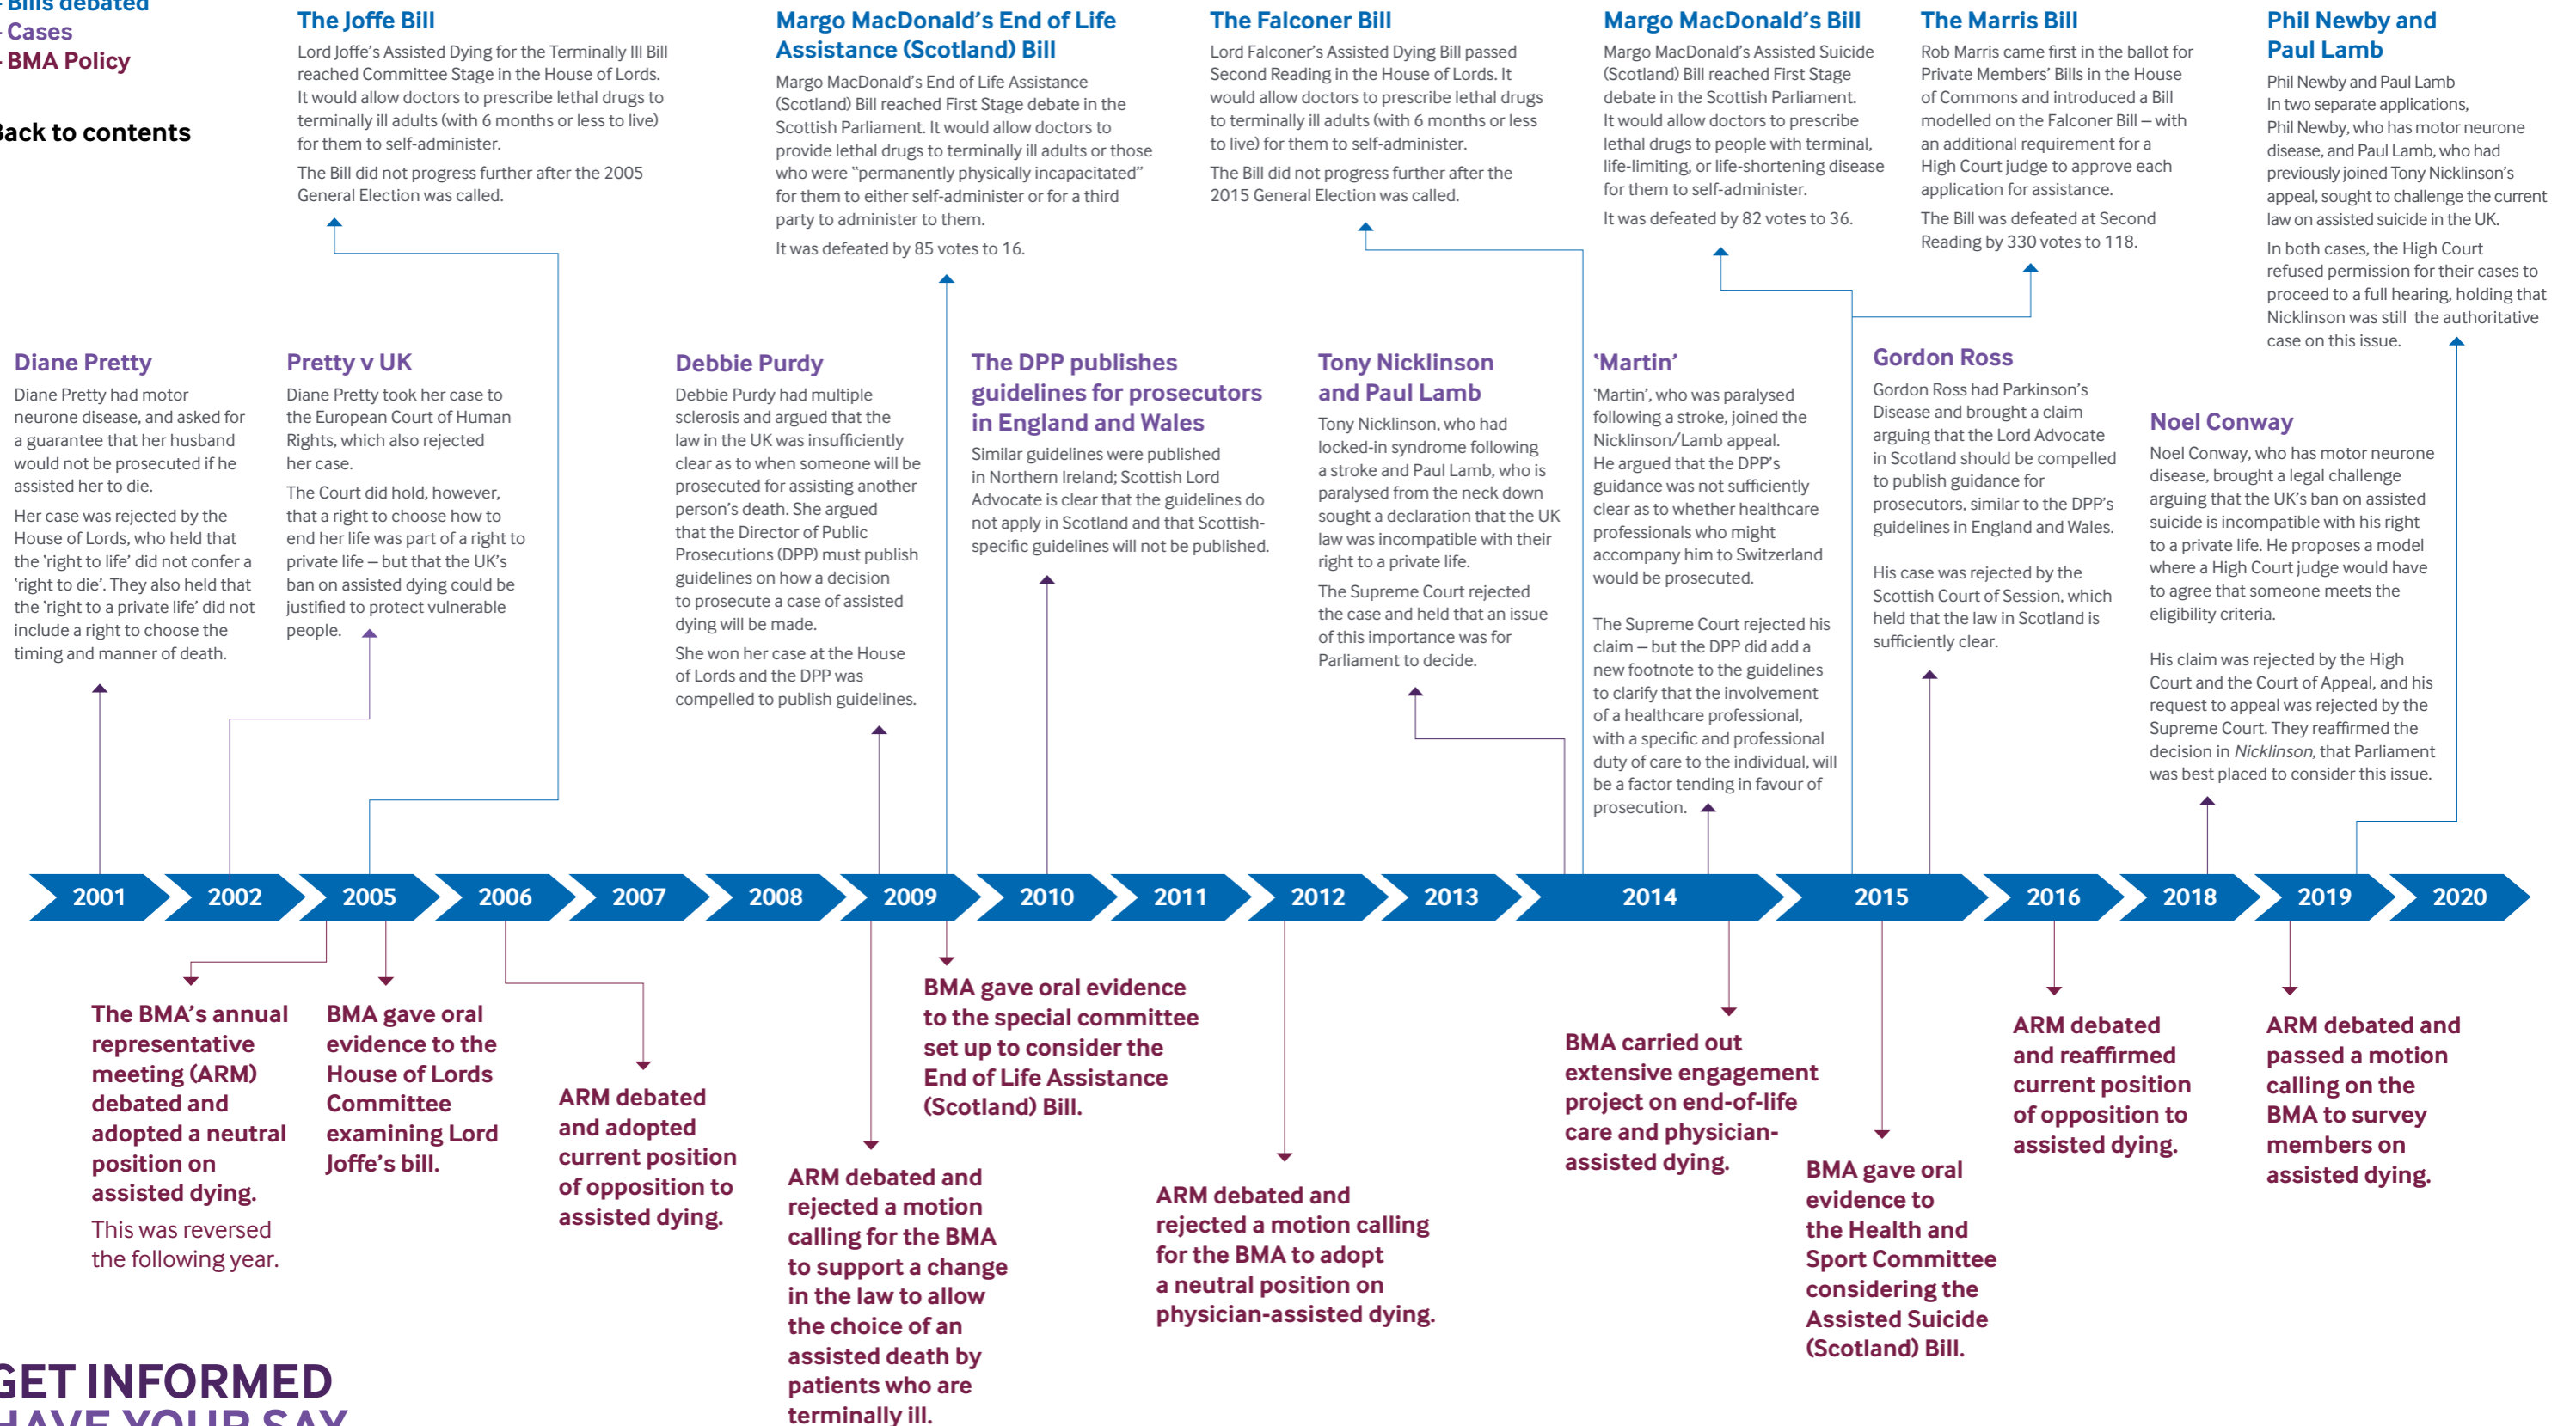 - Bills debated
- Cases
- BMA Policy
Back to contents
The Joffe Bill
Lord Joffe's Assisted Dying for the Terminally Ill Bill
reached Committee Stage in the House of Lords.
It would allow doctors to prescribe lethal drugs to
terminally ill adults (with 6 months or less to live)
for them to self-administer.
The Bill did not progress further after the 2005
General Election was called.
Margo MacDonald's End of Life
Assistance (Scotland) Bill
Margo MacDonald's End of Life Assistance
(Scotland) Bill reached First Stage debate in the
Scottish Parliament. It would allow doctors to
provide lethal drugs to terminally ill adults or those
who were "permanently physically incapacitated"
for them to either self-administer or for a third
party to administer to them.
It was defeated by 85 votes to 16.
The Falconer Bill
Lord Falconer's Assisted Dying Bill passed
Second Reading in the House of Lords. It
would allow doctors to prescribe lethal drugs
to terminally ill adults (with 6 months or less
to live) for them to self-administer.
The Bill did not progress further after the
2015 General Election was called.
Margo MacDonald's Bill
Margo MacDonald's Assisted Suicide
(Scotland) Bill reached First Stage
debate in the Scottish Parliament.
It would allow doctors to prescribe
lethal drugs to people with terminal,
life-limiting, or life-shortening disease
for them to self-administer.
It was defeated by 82 votes to 36.
The Marris Bill
Rob Marris came first in the ballot for
Private Members' Bills in the House
of Commons and introduced a Bill
modelled on the Falconer Bill – with
an additional requirement for a
High Court judge to approve each
application for assistance.
The Bill was defeated at Second
Reading by 330 votes to 118.
Phil Newby and
Paul Lamb
Phil Newby and Paul Lamb
In two separate applications,
Phil Newby, who has motor neurone
disease, and Paul Lamb, who had
previously joined Tony Nicklinson's
appeal, sought to challenge the current
law on assisted suicide in the UK.
In both cases, the High Court
refused permission for their cases to
proceed to a full hearing, holding that
Nicklinson was still the authoritative
case on this issue.
Diane Pretty
Diane Pretty had motor
neurone disease, and asked for
a guarantee that her husband
would not be prosecuted if he
assisted her to die.
Her case was rejected by the
House of Lords, who held that
the 'right to life' did not confer a
'right to die'. They also held that
the 'right to a private life' did not
include a right to choose the
timing and manner of death.
Pretty v UK
Diane Pretty took her case to
the European Court of Human
Rights, which also rejected
her case.
The Court did hold, however,
that a right to choose how to
end her life was part of a right to
private life – but that the UK's
ban on assisted dying could be
justified to protect vulnerable
people.
Debbie Purdy
Debbie Purdy had multiple
sclerosis and argued that the
law in the UK was insufficiently
clear as to when someone will be
prosecuted for assisting another
person's death. She argued
that the Director of Public
Prosecutions (DPP) must publish
guidelines on how a decision
to prosecute a case of assisted
dying will be made.
She won her case at the House
of Lords and the DPP was
compelled to publish guidelines.
The DPP publishes
guidelines for prosecutors
in England and Wales
Similar guidelines were published
in Northern Ireland; Scottish Lord
Advocate is clear that the guidelines do
not apply in Scotland and that Scottish-
specific guidelines will not be published.
Tony Nicklinson
and Paul Lamb
Tony Nicklinson, who had
locked-in syndrome following
a stroke and Paul Lamb, who is
paralysed from the neck down
sought a declaration that the UK
law was incompatible with their
right to a private life.
The Supreme Court rejected
the case and held that an issue
of this importance was for
Parliament to decide.
'Martin'
'Martin', who was paralysed
following a stroke, joined the
Nicklinson/Lamb appeal.
He argued that the DPP's
guidance was not sufficiently
clear as to whether healthcare
professionals who might
accompany him to Switzerland
would be prosecuted.
The Supreme Court rejected his
claim – but the DPP did add a
new footnote to the guidelines
to clarify that the involvement
of a healthcare professional,
with a specific and professional
duty of care to the individual, will
be a factor tending in favour of
prosecution.
Gordon Ross
Gordon Ross had Parkinson's
Disease and brought a claim
arguing that the Lord Advocate
in Scotland should be compelled
to publish guidance for
prosecutors, similar to the DPP's
guidelines in England and Wales.
His case was rejected by the
Scottish Court of Session, which
held that the law in Scotland is
sufficiently clear.
Noel Conway
Noel Conway, who has motor neurone
disease, brought a legal challenge
arguing that the UK's ban on assisted
suicide is incompatible with his right
to a private life. He proposes a model
where a High Court judge would have
to agree that someone meets the
eligibility criteria.
His claim was rejected by the High
Court and the Court of Appeal, and his
request to appeal was rejected by the
Supreme Court. They reaffirmed the
decision in Nicklinson, that Parliament
was best placed to consider this issue.
2001
2002
2005
2006
2007
2008
2009
2010
2011
2012
2013
2014
2015
2016
2018
2019
2020
The BMA's annual
representative
meeting (ARM)
debated and
adopted a neutral
position on
assisted dying.
This was reversed
the following year.
BMA gave oral
evidence to the
House of Lords
Committee
examining Lord
Joffe's bill.
ARM debated
and adopted
current position
of opposition to
assisted dying.
ARM debated and
rejected a motion
calling for the BMA
to support a change
in the law to allow
the choice of an
assisted death by
patients who are
terminally ill.
BMA gave oral evidence
to the special committee
set up to consider the
End of Life Assistance
(Scotland) Bill.
ARM debated and
rejected a motion calling
for the BMA to adopt
a neutral position on
physician-assisted dying.
BMA carried out
extensive engagement
project on end-of-life
care and physician-
assisted dying.
BMA gave oral
evidence to
the Health and
Sport Committee
considering the
Assisted Suicide
(Scotland) Bill.
ARM debated
and reaffirmed
current position
of opposition to
assisted dying.
ARM debated and
passed a motion
calling on the
BMA to survey
members on
assisted dying.
GET INFORMED
HAVE YOUR SAY